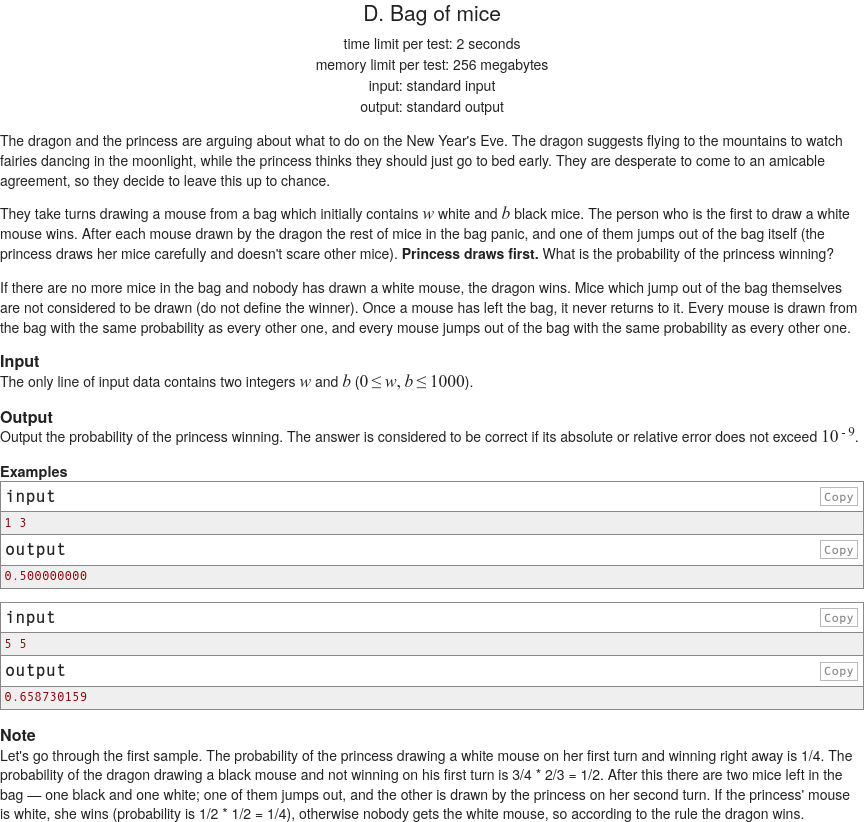 D. Bag of mice
time limit per test: 2 seconds
memory limit per test: 256 megabytes
input: standard input
output: standard output
The dragon and the princess are arguing about what to do on the New Year's Eve. The dragon suggests flying to the mountains to watch
fairies dancing in the moonlight, while the princess thinks they should just go to bed early. They are desperate to come to an amicable
agreement, so they decide to leave this up to chance.
They take turns drawing a mouse from a bag which initially contains w white and b black mice. The person who is the first to draw a white
mouse wins. After each mouse drawn by the dragon the rest of mice in the bag panic, and one of them jumps out of the bag itself (the
princess draws her mice carefully and doesn't scare other mice). Princess draws first. What is the probability of the princess winning?
If there are no more mice in the bag and nobody has drawn a white mouse, the dragon wins. Mice which jump out of the bag themselves
are not considered to be drawn (do not define the winner). Once a mouse has left the bag, it never returns to it. Every mouse is drawn from
the bag with the same probability as every other one, and every mouse jumps out of the bag with the same probability as every other one.
Input
The only line of input data contains two integers w and b (0 ≤ w, b ≤ 1000).
Output
Output the probability of the princess winning. The answer is considered to be correct if its absolute or relative error does not exceed 10⁻⁹.
Examples
input Copy
1 3
output Copy
0.500000000
input Copy
5 5
output Copy
0.658730159
Note
Let's go through the first sample. The probability of the princess drawing a white mouse on her first turn and winning right away is 1/4. The
probability of the dragon drawing a black mouse and not winning on his first turn is 3/4 * 2/3 = 1/2. After this there are two mice left in the
bag — one black and one white; one of them jumps out, and the other is drawn by the princess on her second turn. If the princess' mouse
is white, she wins (probability is 1/2 * 1/2 = 1/4), otherwise nobody gets the white mouse, so according to the rule the dragon wins.